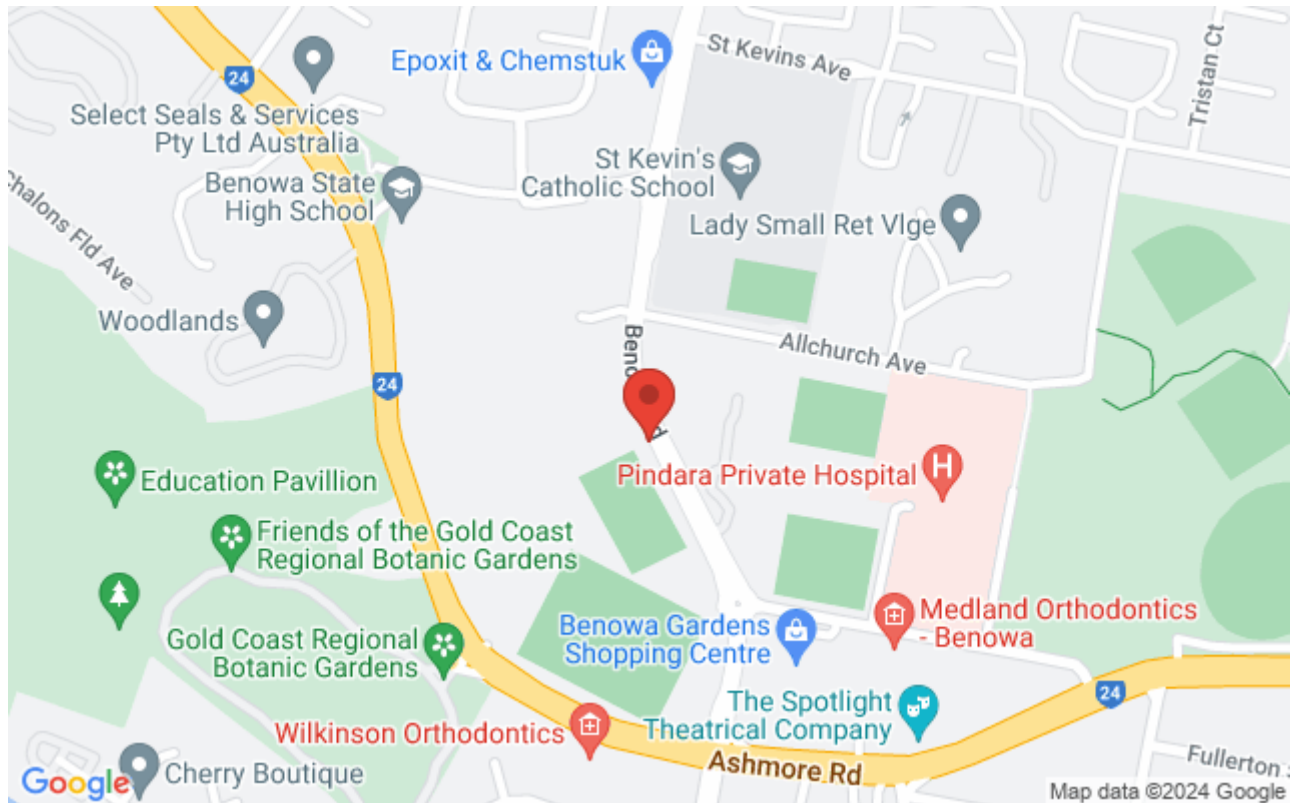 St Kevins Ave
Tristan Ct
Epoxit & Chemstuk
24
Select Seals & Services
Pty Ltd Australia
St Kevin's
Catholic School
Benowa State
High School
Chalons Fld Ave
Lady Small Ret Vlge
Woodlands
Allchurch Ave
24
Education Pavillion
Pindara Private Hospital
H
Friends of the Gold Coast
Regional Botanic Gardens
Medland Orthodontics
- Benowa
Benowa Gardens
Shopping Centre
Gold Coast Regional
Botanic Gardens
24
The Spotlight
Theatrical Company
Wilkinson Orthodontics
Ashmore Rd
Fullerton
Cherry Boutique
Google
Map data ©2024 Google